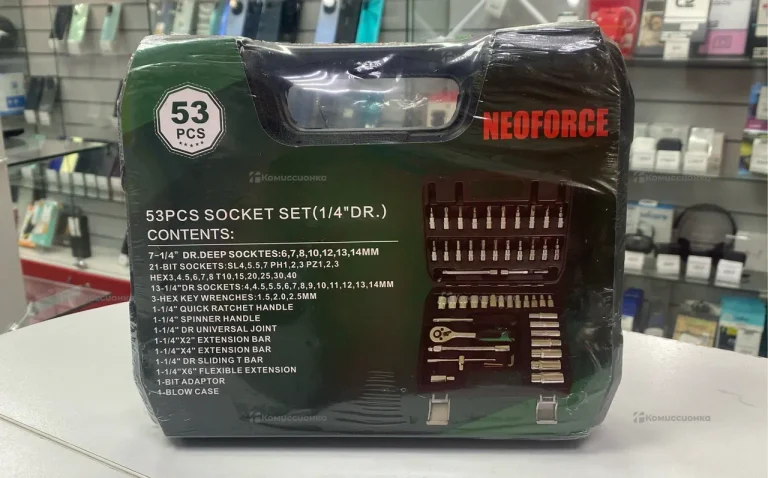 53
PCS
NEOFORCE
53PCS SOCKET SET(1/4"DR.)
CONTENTS:
7-1/4" DR.DEEP SOCKTES:6,7,8,10,12,13,14MM
21-BIT SOCKETS:SL4,5.5,7 PH1,2,3 PZ1,2,3
HEX3,4,5,6,7,8 T10,15,20,25,30,40
13-1/4"DR SOCKETS:4,4.5,5,5.5,6,7,8,9,10,11,12,13,14MM
3-HEX KEY WRENCHES:1.5,2.0,2.5MM
1-1/4" QUICK RATCHET HANDLE
1-1/4" SPINNER HANDLE
1-1/4" DR UNIVERSAL JOINT
1-1/4"X2" EXTENSION BAR
1-1/4"X4" EXTENSION BAR
1-1/4" DR SLIDING T BAR
1-1/4"X6" FLEXIBLE EXTENSION
1-BIT ADAPTOR
4-BLOW CASE
Комиссионка
Комиссионка
Комиссионка
Комиссионка
Комиссионка